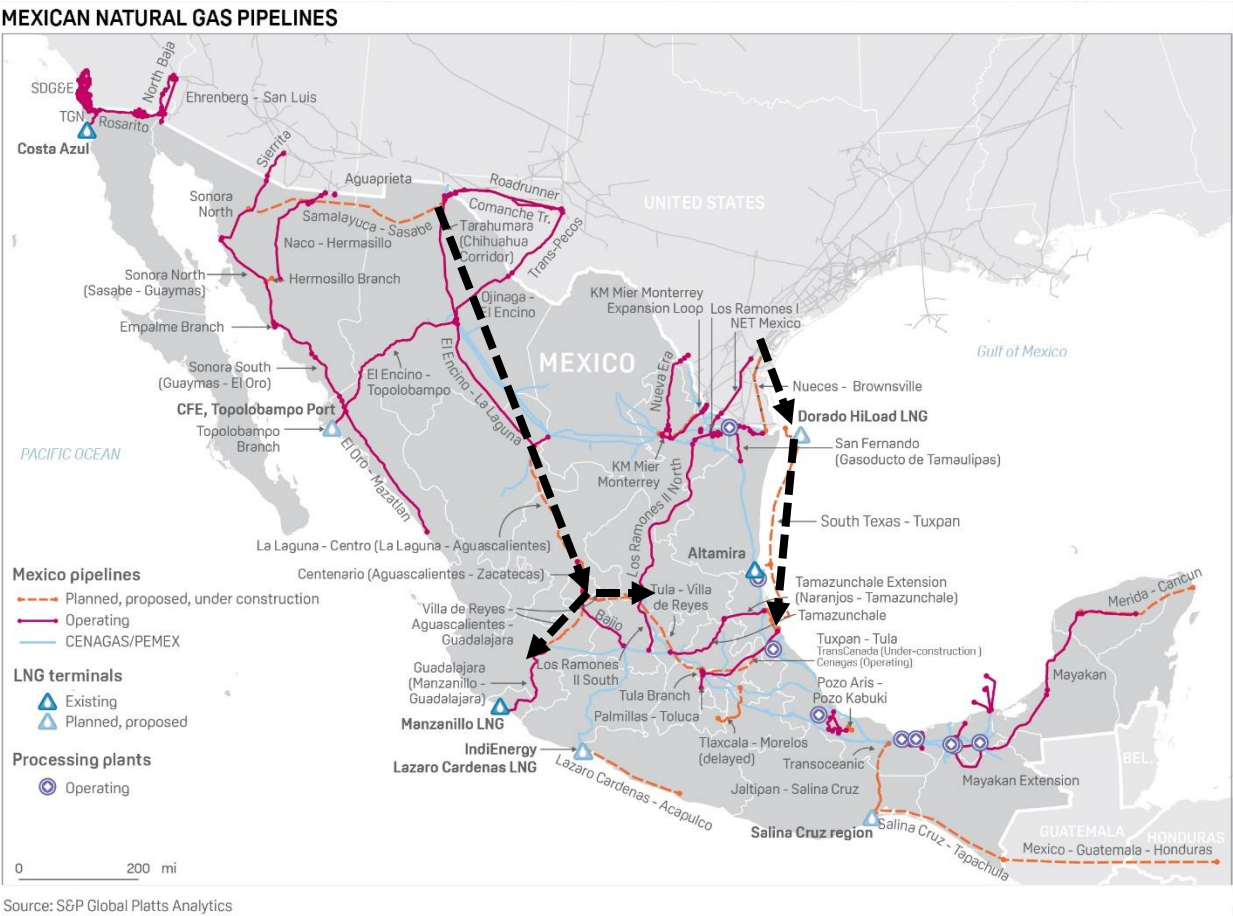 MEXICAN NATURAL GAS PIPELINES
SDG&E
North Baja
Ehrenberg - San Luis
TGN
Rosarito
Costa Azul
Sierrita
Aguaprieta
Roadrunner
Sonora
North
Samalayuca - Sasabe
Comanche Tr.
UNITED STATES
Tarahumara
(Chihuahua
Corridor)
Trans-Pecos
Naco - Hermasillo
Sonora North
(Sasabe - Guaymas)
Hermosillo Branch
Ojinaga -
El Encino
KM Mier Monterrey
Expansion Loop
Los Ramones I
NET Mexico
Empalme Branch
MEXICO
Gulf of Mexico
El Encino - La Laguna
Nueva Era
Sonora South
(Guaymas - El Oro)
El Encino -
Topolobampo
Nueces - Brownsville
CFE, Topolobampo Port
Dorado HiLoad LNG
Topolobampo
Branch
PACIFIC OCEAN
El Oro - Mazatlan
San Fernando
(Gasoducto de Tamaulipas)
KM Mier
Monterrey
Los Ramones II North
South Texas - Tuxpan
La Laguna - Centro (La Laguna - Aguascalientes)
Altamira
Mexico pipelines
Planned, proposed, under construction
Operating
CENAGAS/PEMEX
Centenario (Aguascalientes - Zacatecas)
Tula - Villa
de Reyes
Tamazunchale Extension
(Naranjos - Tamazunchale)
Tamazunchale
Merida - Cancun
Villa de Reyes -
Aguascalientes -
Guadalajara
Bajio
Tuxpan - Tula
TransCanada (Under-construction )
Cenagas (Operating)
LNG terminals
Existing
Planned, proposed
Guadalajara
(Manzanillo -
Guadalajara)
Los Ramones
II South
Tula Branch
Palmillas - Toluca
Pozo Aris -
Pozo Kabuki
Mayakan
Manzanillo LNG
Processing plants
Operating
IndiEnergy
Lazaro Cardenas LNG
Tlaxcala - Morelos
(delayed)
Transoceanic
BEL.
Lazaro Cardenas - Acapulco
Jaltipan - Salina Cruz
Mayakan Extension
Salina Cruz region
Salina Cruz - Tapachula
GUATEMALA
HONDURAS
Mexico - Guatemala - Honduras
0 200 mi
Source: S&P Global Platts Analytics